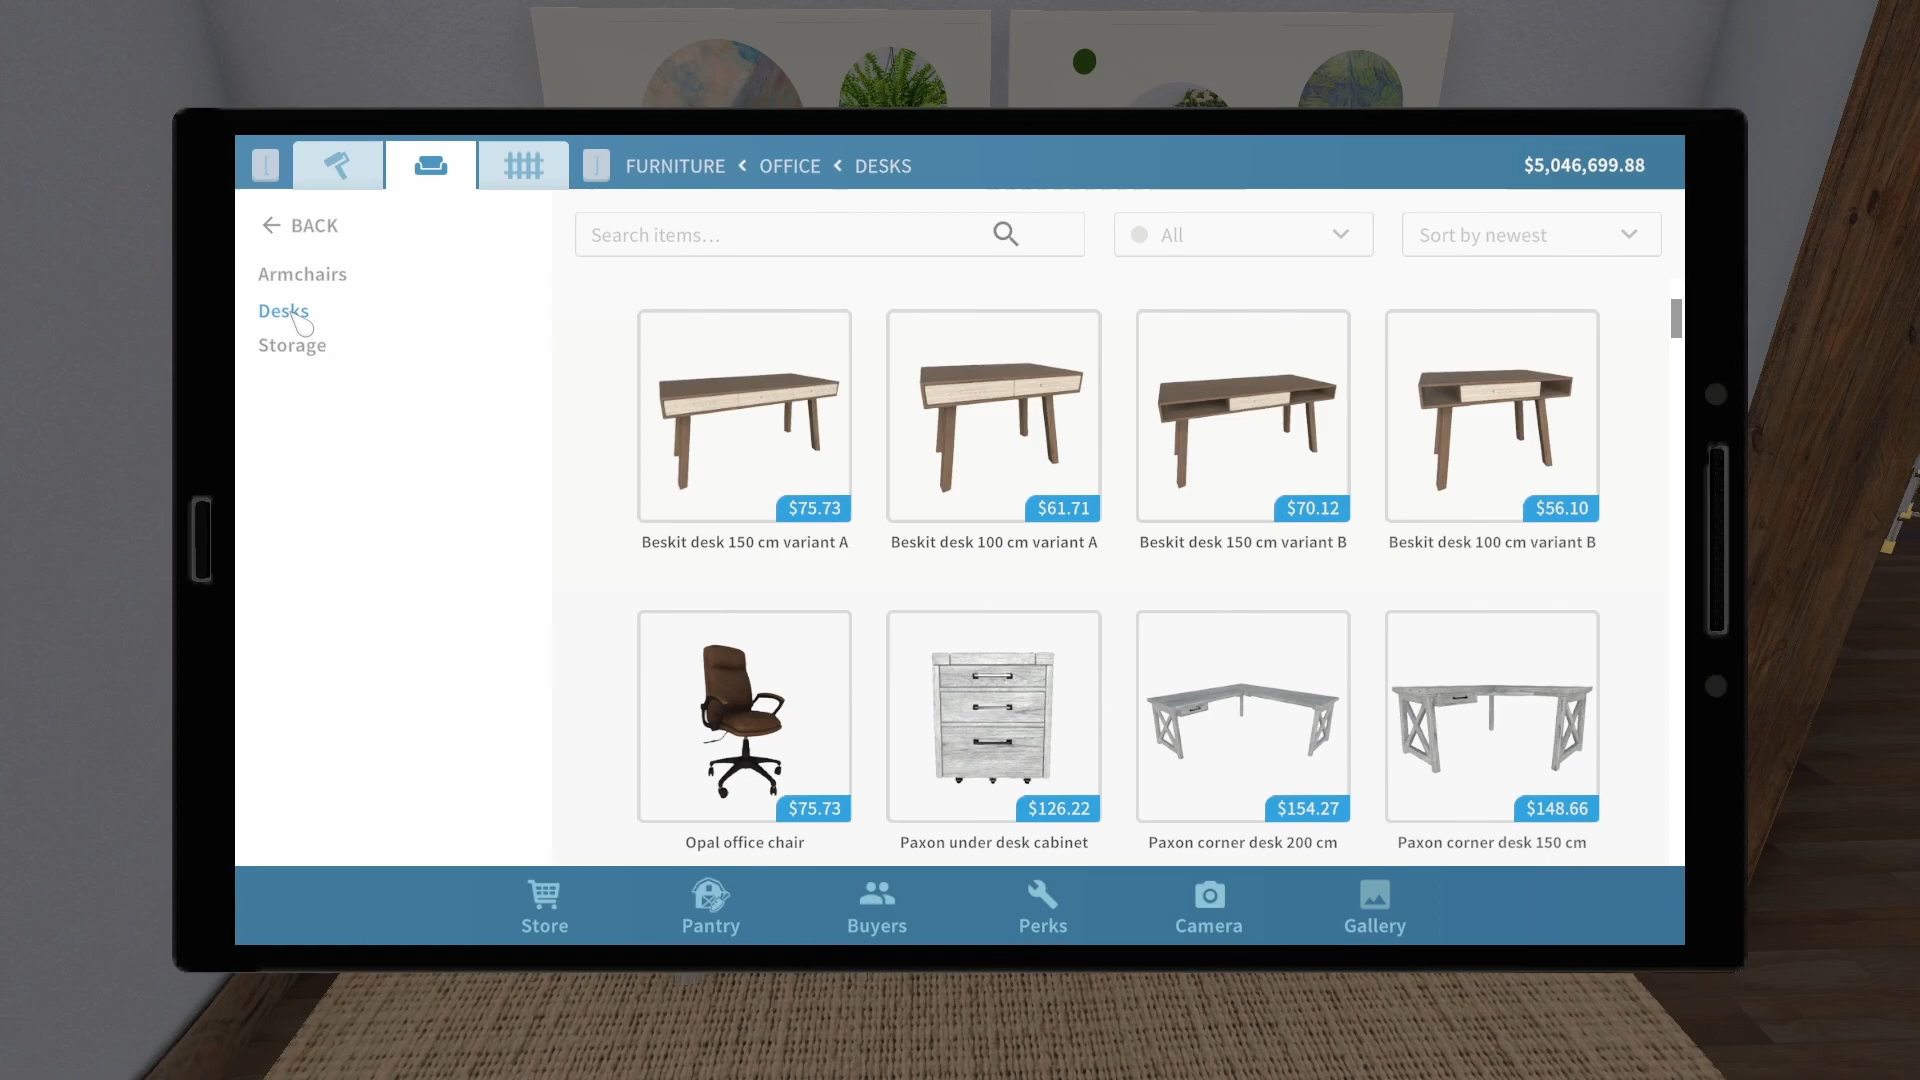 [
]
FURNITURE < OFFICE < DESKS
$5,046,699.88
BACK
Armchairs
Desks
Storage
Search items...
All
Sort by newest
$75.73
$61.71
$70.12
$56.10
Beskit desk 150 cm variant A
Beskit desk 100 cm variant A
Beskit desk 150 cm variant B
Beskit desk 100 cm variant B
$75.73
$126.22
$154.27
$148.66
Opal office chair
Paxon under desk cabinet
Paxon corner desk 200 cm
Paxon corner desk 150 cm
Store
Pantry
Buyers
Perks
Camera
Gallery